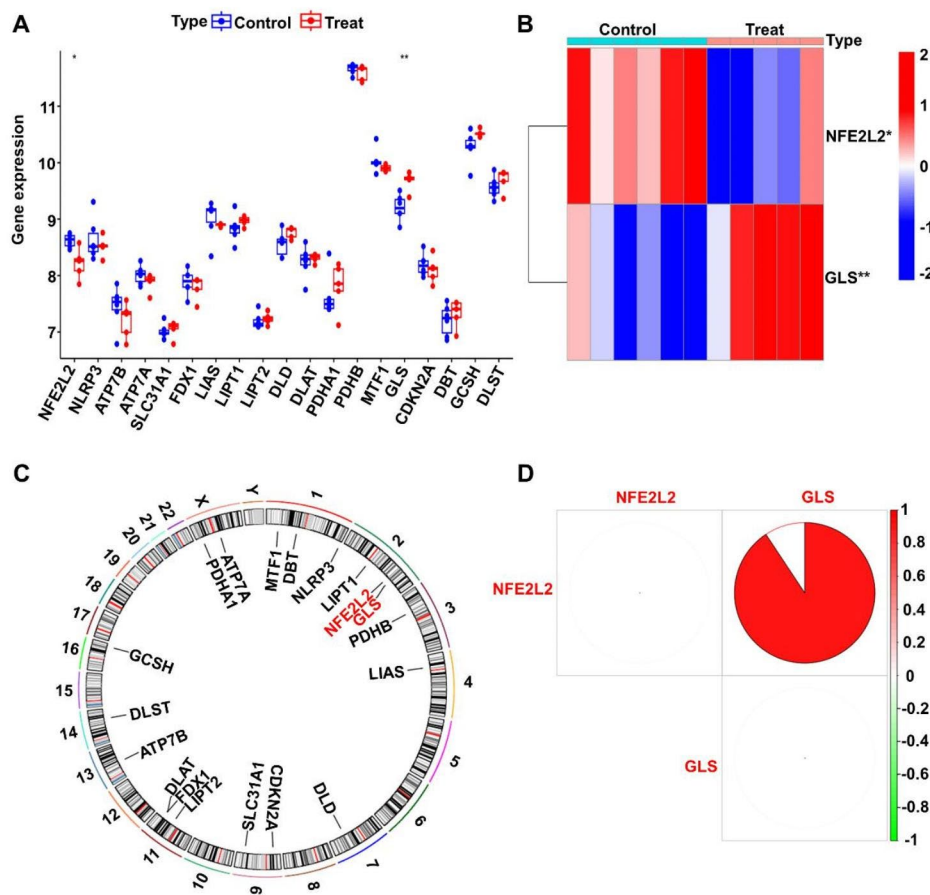 A
Type Control Treat
* **
Gene expression
11
10
9
8
7
NFE2L2
NLRP3
ATP7B
ATP7A
SLC31A1
FDX1
LIAS
LIPT1
LIPT2
DLD
DLAT
PDHA1
PDHB
MTF1
GLS
CDKN2A
DBT
GCSH
DLST
B
Control Treat
Type
NFE2L2*
GLS**
2
1
0
-1
-2
C
1
2
3
4
5
6
7
8
9
10
11
12
13
14
15
16
17
18
19
20
21
22
X
Y
MTF1
DBT
NLRP3
LIPT1
NFE2L2
GLS
PDHB
LIAS
DLD
CDKN2A
SLC31A1
LIPT2
FDX1
DLAT
ATP7B
DLST
GCSH
PDHA1
ATP7A
D
NFE2L2 GLS
NFE2L2
GLS
1
0.8
0.6
0.4
0.2
0
-0.2
-0.4
-0.6
-0.8
-1